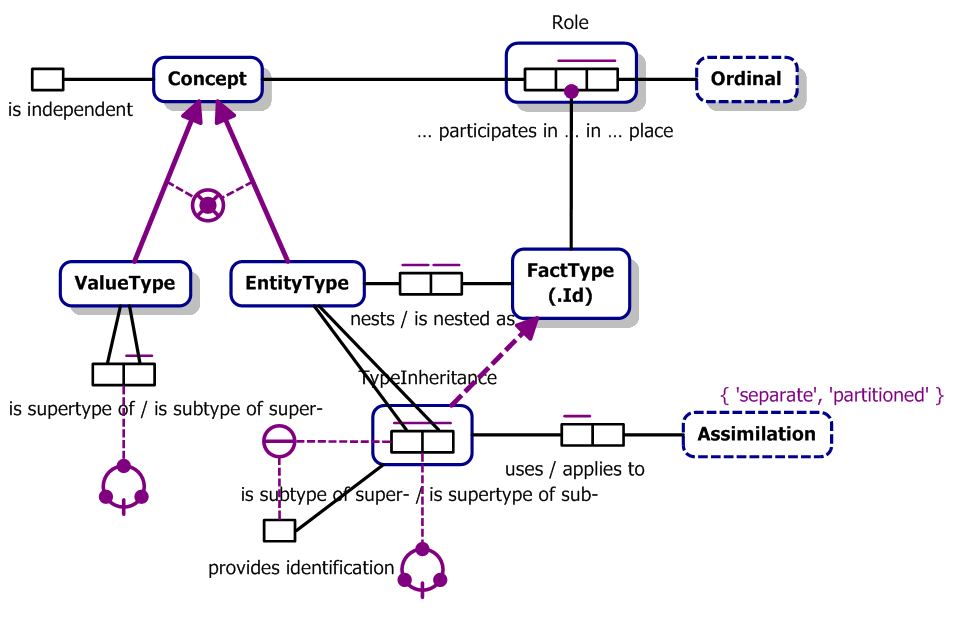 Role
Concept
Ordinal
is independent
... participates in ... in ... place
ValueType
EntityType
FactType
(.Id)
nests / is nested as
TypeInheritance
{ 'separate', 'partitioned' }
is supertype of / is subtype of super-
Assimilation
uses / applies to
is subtype of super- / is supertype of sub-
provides identification